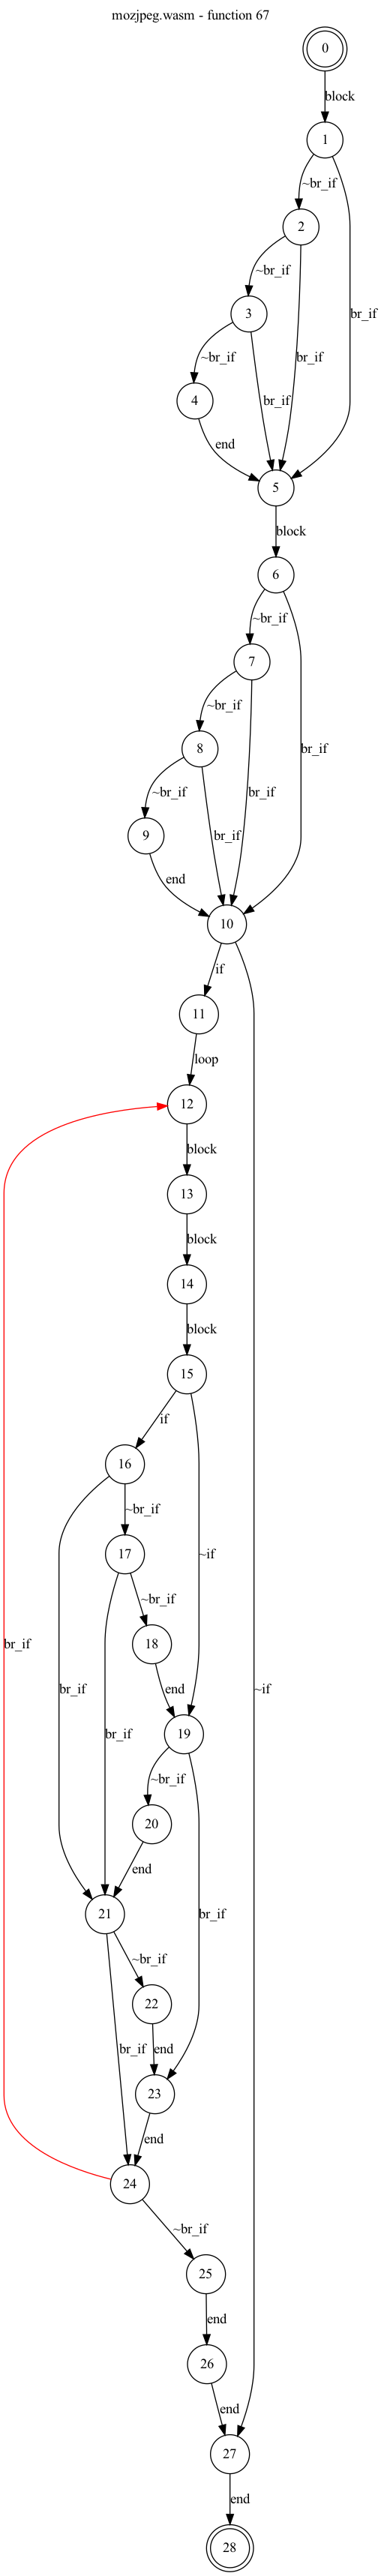 mozjpeg.wasm - function 67
0
block
1
~br_if
2
br_if
~br_if
3
~br_if
br_if
4
br_if
end
5
block
6
~br_if
7
~br_if
br_if
8
~br_if
br_if
9
br_if
end
10
if
11
loop
12
block
13
block
14
block
15
if
16
~br_if
~if
17
~br_if
18
br_if
br_if
br_if
end
~if
19
~br_if
20
end
br_if
21
~br_if
22
br_if
end
23
end
24
~br_if
25
end
26
end
27
end
28